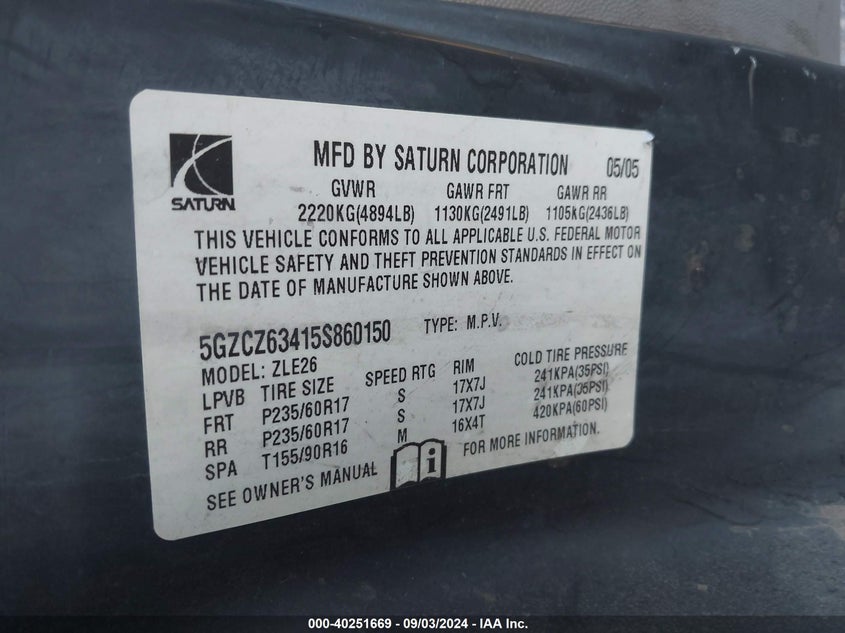 MFD BY SATURN CORPORATION 05/05
SATURN
GVWR GAWR FRT GAWR RR
2220KG(4894LB) 1130KG(2491LB) 1105KG(2436LB)
THIS VEHICLE CONFORMS TO ALL APPLICABLE U.S. FEDERAL MOTOR
VEHICLE SAFETY AND THEFT PREVENTION STANDARDS IN EFFECT ON
THE DATE OF MANUFACTURE SHOWN ABOVE.
5GZCZ63415S860150 TYPE: M.P.V.
MODEL: ZLE26
LPVB TIRE SIZE SPEED RTG RIM COLD TIRE PRESSURE
FRT P235/60R17 S 17X7J 241KPA(35PSI)
RR P235/60R17 S 17X7J 241KPA(35PSI)
SPA T155/90R16 M 16X4T 420KPA(60PSI)
SEE OWNER'S MANUAL i FOR MORE INFORMATION.
000-40251669 - 09/03/2024 - IAA Inc.